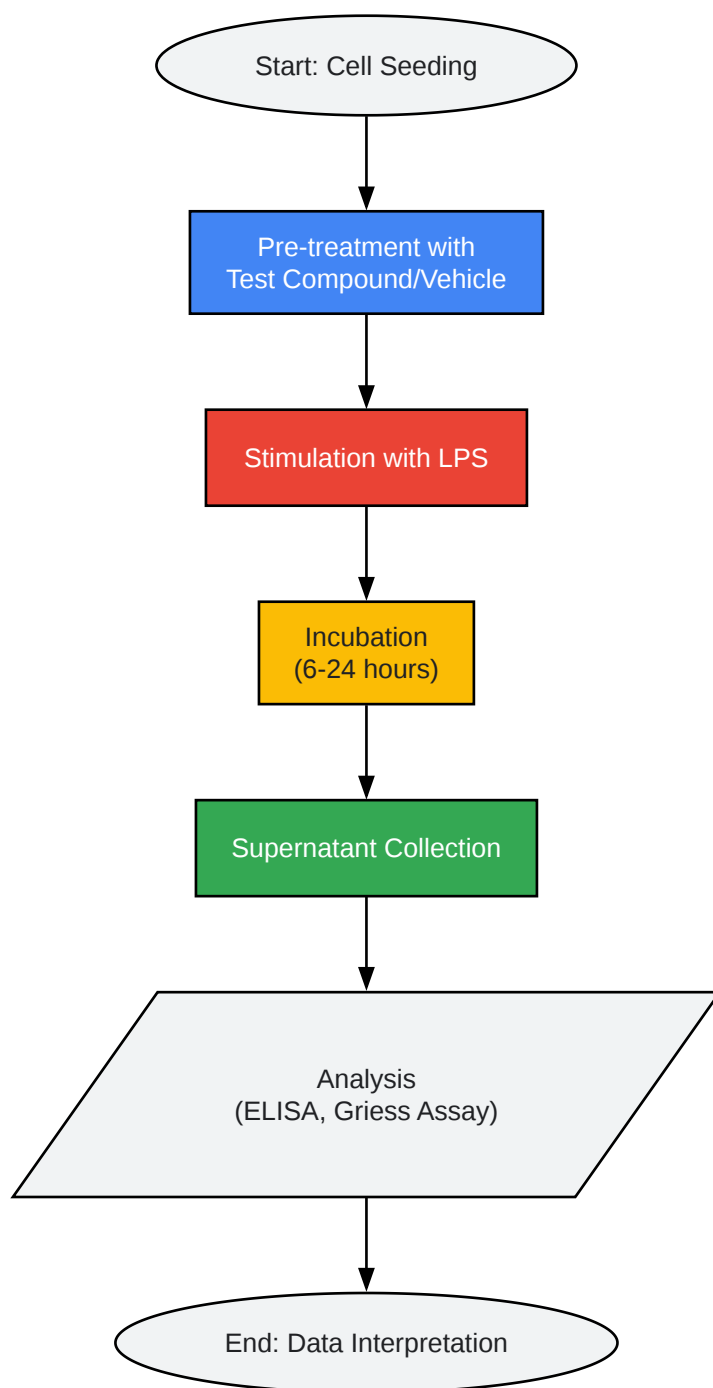 Start: Cell Seeding
Pre-treatment with
Test Compound/Vehicle
Stimulation with LPS
Incubation
(6-24 hours)
Supernatant Collection
Analysis
(ELISA, Griess Assay)
End: Data Interpretation